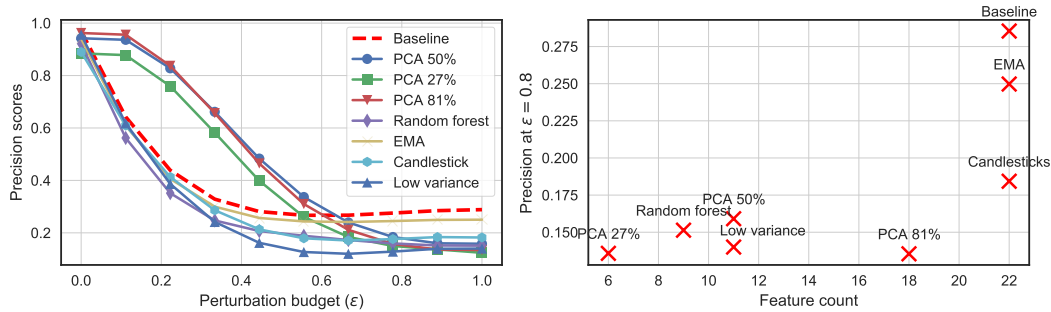 Precision scores
1.0
0.8
0.6
0.4
0.2
0.0
0.2
0.4
0.6
0.8
1.0
Perturbation budget (ε)
Baseline
PCA 50%
PCA 27%
PCA 81%
Random forest
EMA
Candlestick
Low variance
Precision at ε = 0.8
0.275
0.250
0.225
0.200
0.175
0.150
6
8
10
12
14
16
18
20
22
Feature count
Baseline
EMA
Candlesticks
PCA 50%
Random forest
Low variance
PCA 27%
PCA 81%